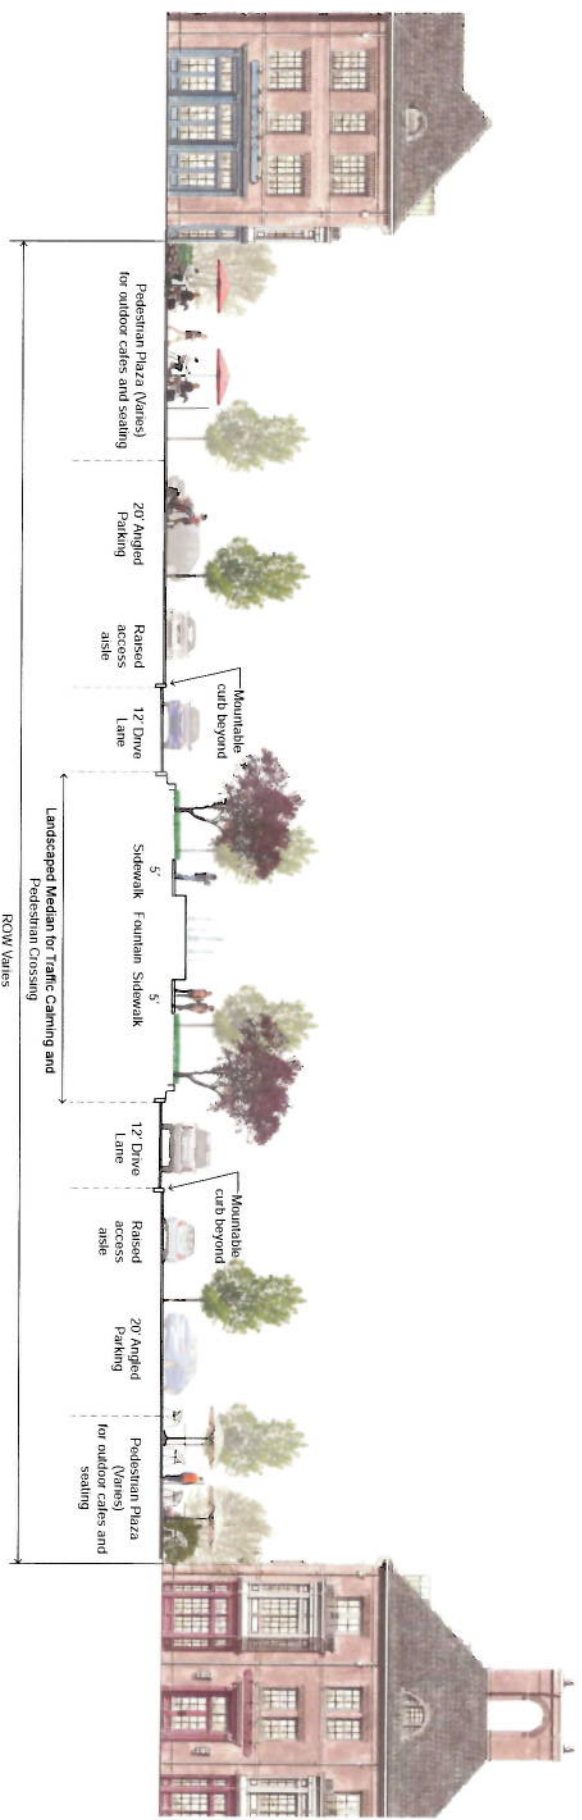 Pedestrian Plaza (Varies)
for outdoor cafes and seating
20' Angled
Parking
Raised
access
aisle
Mountable
curb beyond
12' Drive
Lane
5'
Sidewalk
Fountain
5'
Sidewalk
Landscaped Median for Traffic Calming and
Pedestrian Crossing
12' Drive
Lane
Mountable
curb beyond
Raised
access
aisle
20' Angled
Parking
Pedestrian Plaza
(Varies)
for outdoor cafes and
seating
ROW Varies